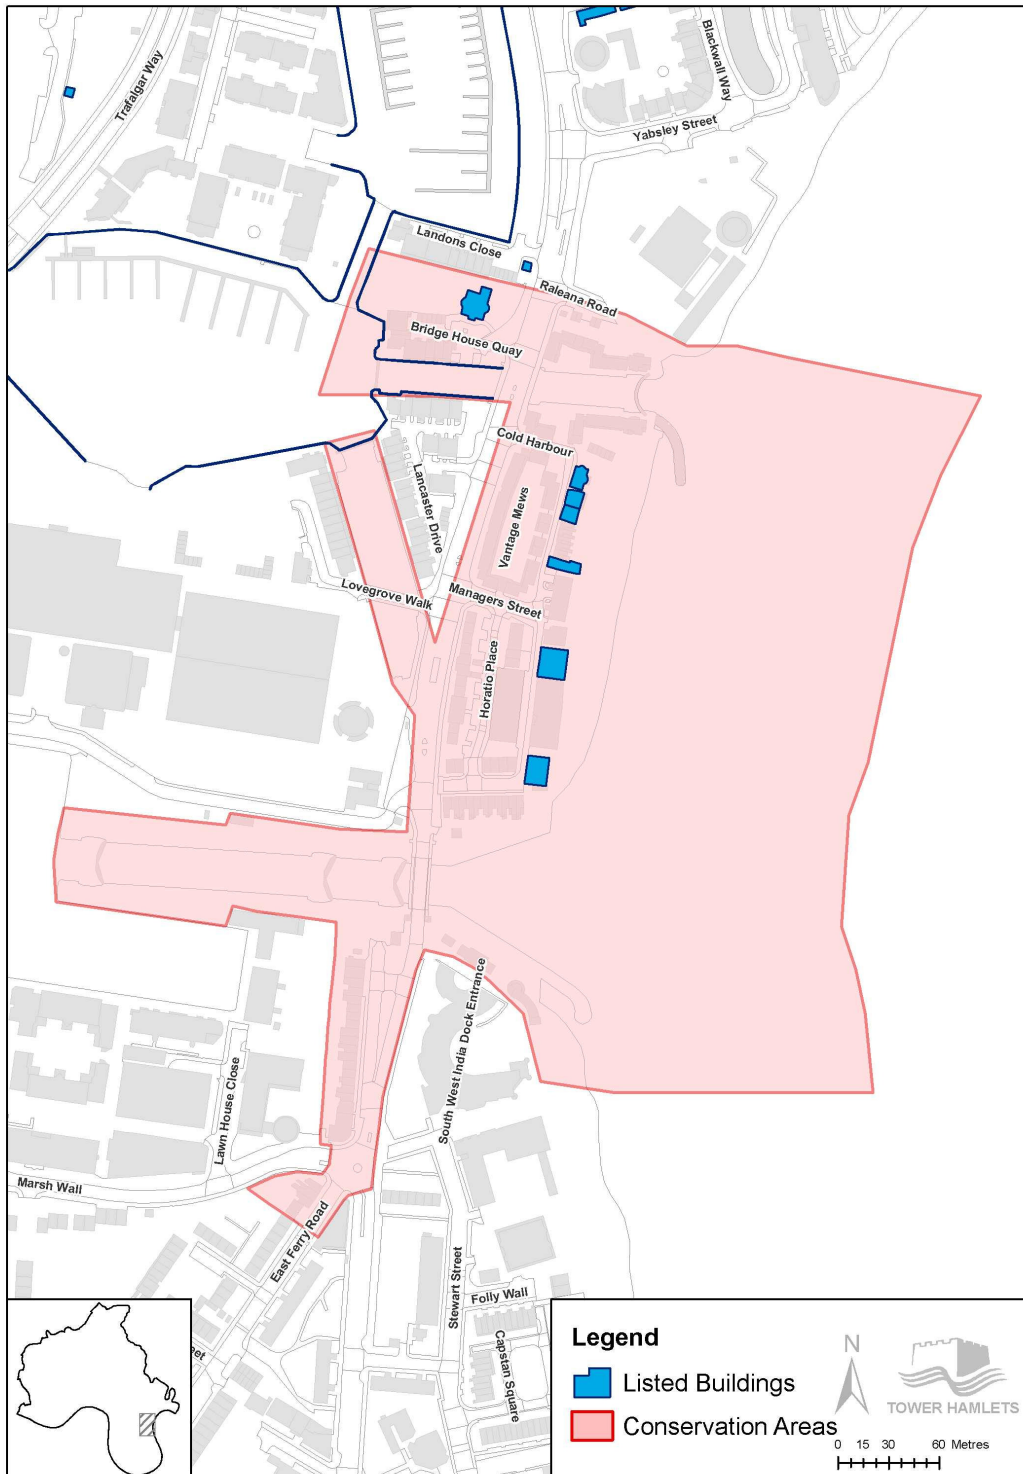 Trafalgar Way
Blackwall Way
Yabsley Street
Landons Close
Raleana Road
Bridge House Quay
Cold Harbour
Lancaster Drive
Vantage Mews
Lovegrove Walk
Managers Street
Horatio Place
South West India Dock Entrance
Lawn House Close
Marsh Wall
East Ferry Road
Stewart Street
Folly Wall
Capstan Square
eet
Legend
Listed Buildings
Conservation Areas
N
TOWER HAMLETS
0 15 30 60 Metres